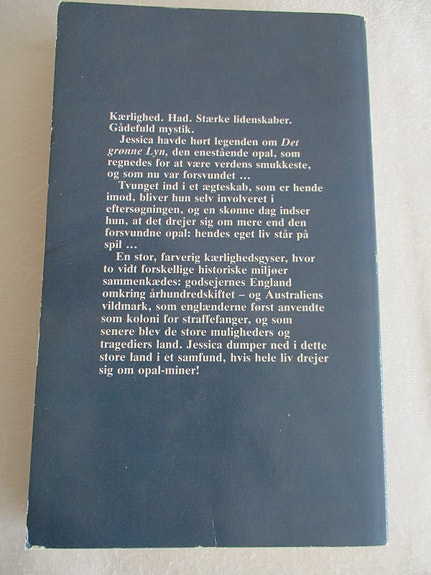 Kærlighed. Had. Stærke lidenskaber.
Gådefuld mystik.
Jessica havde hørt legenden om Det
grønne Lyn, den enestående opal, som
regnedes for at være verdens smukkeste,
og som nu var forsvundet ...
Tvunget ind i et ægteskab, som er hende
imod, bliver hun selv involveret i
eftersøgningen, og en skønne dag indser
hun, at det drejer sig om mere end den
forsvundne opal: hendes eget liv står på
spil ...
En stor, farverig kærlighedsgyser, hvor
to vidt forskellige historiske miljøer
sammenkædes: godsejernes England
omkring århundredskiftet – og Australiens
vildmark, som englænderne først anvendte
som koloni for straffefanger, og som
senere blev de store muligheders og
tragediers land. Jessica dumper ned i dette
store land i et samfund, hvis hele liv drejer
sig om opal-miner!